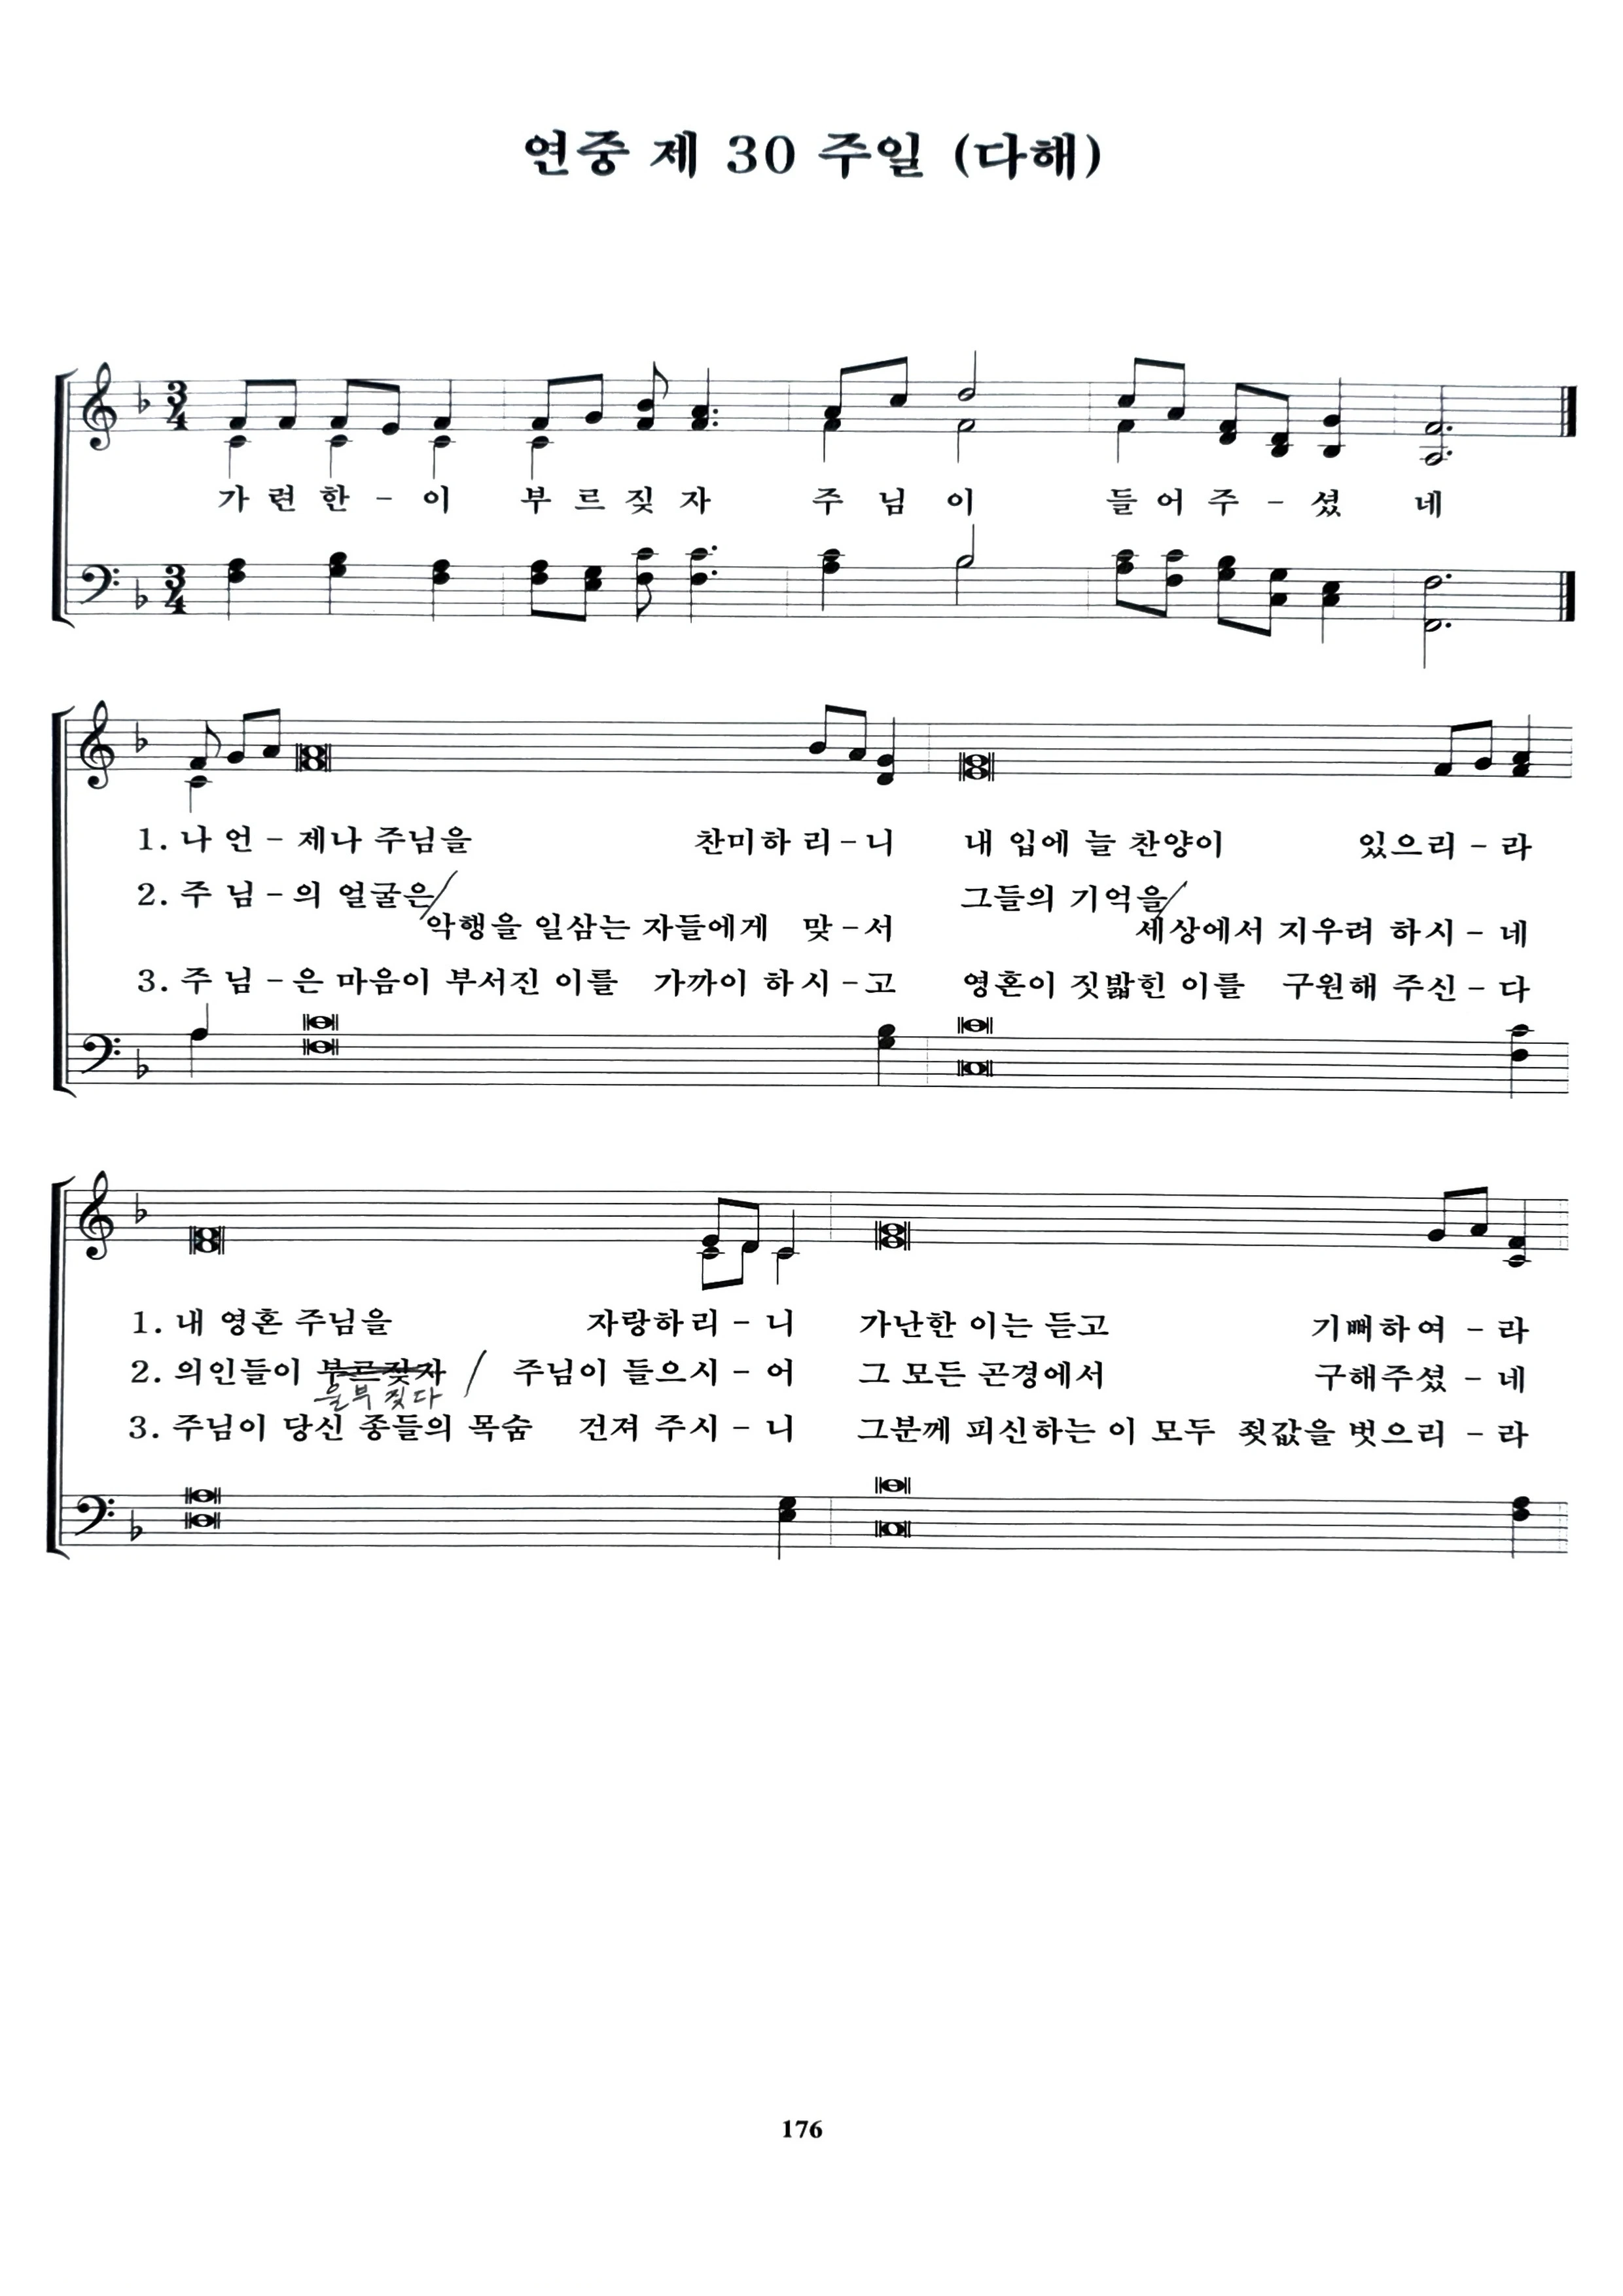 연중 제 30 주일 (다해)
3
4
가 련 한 - 이 부 르 짖 자 주 님 이 들 어 주 - 셨 네
3
4
1. 나 언 - 제나 주님을 찬미하 리 - 니 내 입에 늘 찬양이 있으리 - 라
2. 주 님 - 의 얼굴은/ 그들의 기억을/
악행을 일삼는 자들에게 맞 - 서 세상에서 지우려 하시 - 네
3. 주 님 - 은 마음이 부서진 이를 가까이 하 시 - 고 영혼이 짓밟힌 이를 구원해 주신 - 다
1. 내 영혼 주님을 자랑하리 - 니 가난한 이는 듣고 기뻐하여 - 라
2. 의인들이 부르짖자 / 주님이 들으시 - 어 그 모든 곤경에서 구해주셨 - 네
울부 짖다
3. 주님이 당신 종들의 목숨 건져 주시 - 니 그분께 피신하는 이 모두 죗값을 벗으리 - 라
176